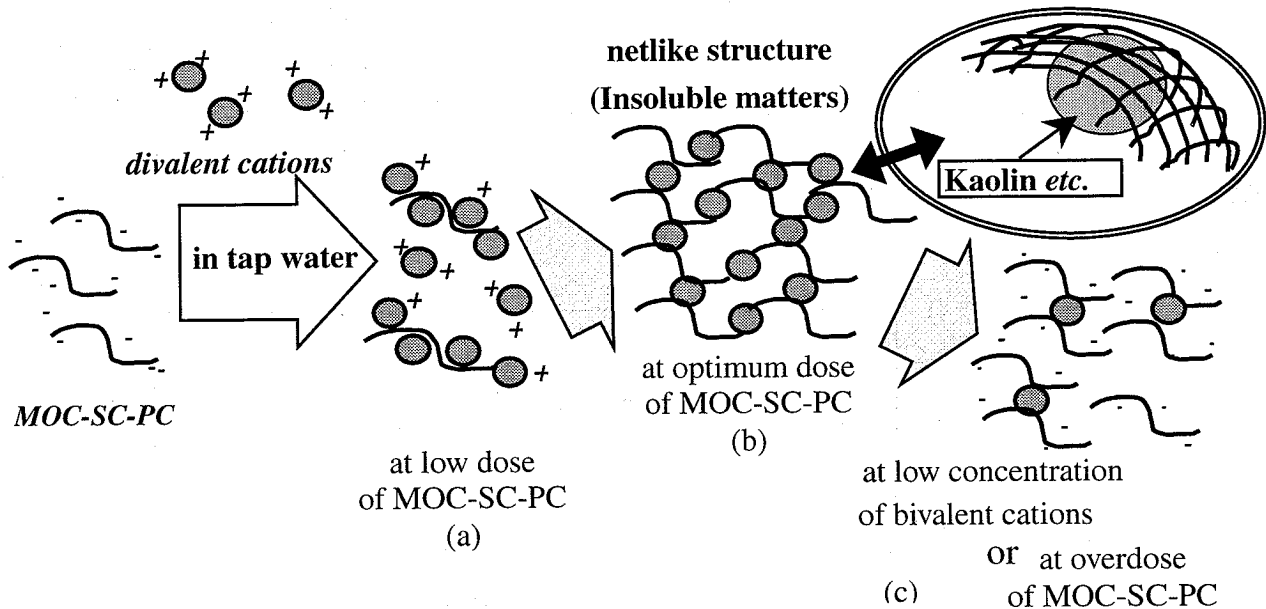 netlike structure
(Insoluble matters)
divalent cations
Kaolin etc.
in tap water
MOC-SC-PC
at low dose
of MOC-SC-PC
(a)
at optimum dose
of MOC-SC-PC
(b)
at low concentration
of bivalent cations
or at overdose
of MOC-SC-PC
(c)